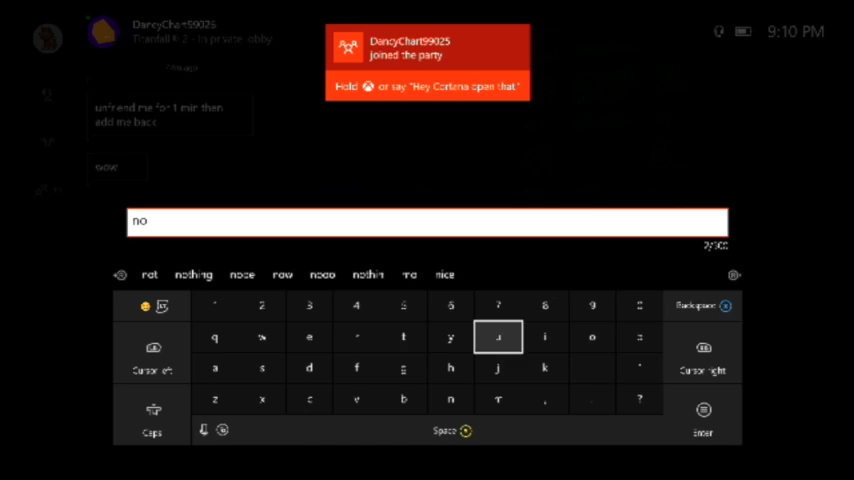 DancyChart99025
Titanfall® 2 - In private lobby
9:10 PM
DancyChart99025
joined the party
Hold or say "Hey Cortana open that."
unfriend me for 1 min then
add me back
wow
no
2/300
not nothing nope now nooo nothin no nice
1 2 3 4 5 6 7 8 9 0 Backspace
q w e r t y u i o p
Cursor left a s d f g h j k ' Cursor right
z x c v b n m , . ?
Caps Space Enter